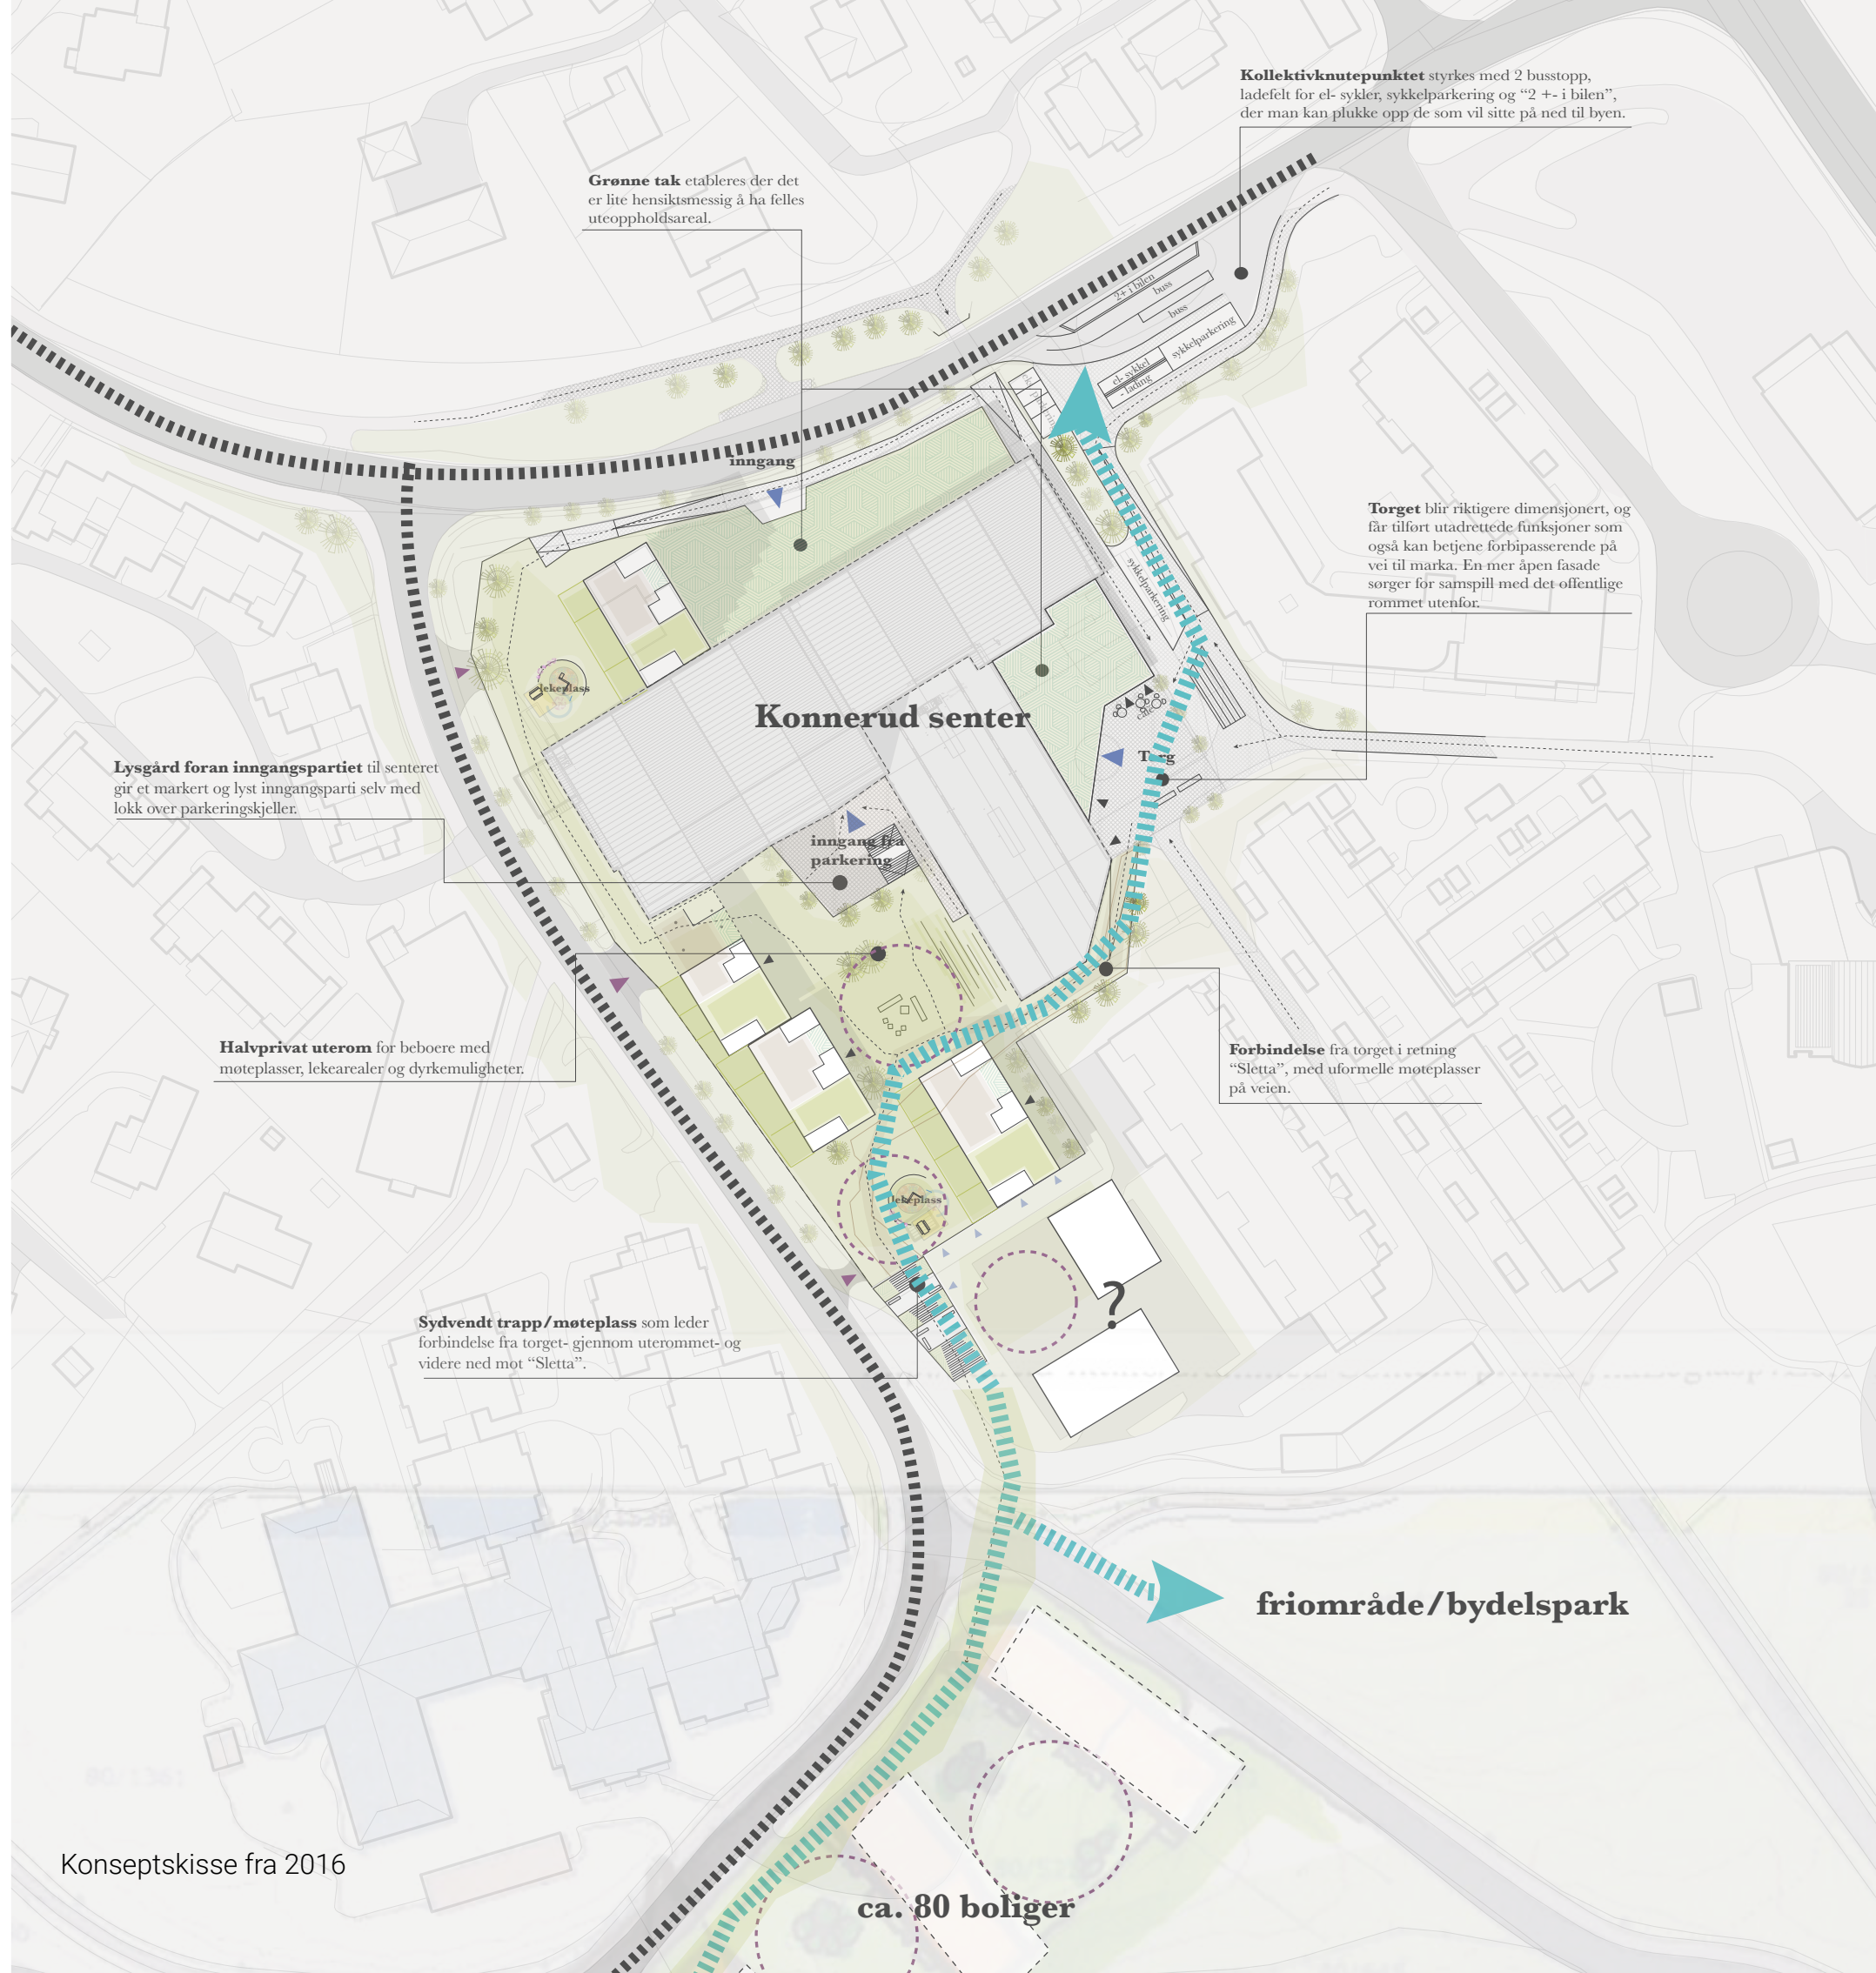 Kollektivknutepunktet styrkes med 2 busstopp,
ladefelt for el- sykler, sykkelparkering og “2 +- i bilen”,
der man kan plukke opp de som vil sitte på ned til byen.
Grønne tak etableres der det
er lite hensiktsmessig å ha felles
uteoppholdsareal.
2+ i bilen
buss
buss
sykkelparkering
el- sykkel
- lading
inngang
Torget blir riktigere dimensjonert, og
får tilført utadrettede funksjoner som
også kan betjene forbipasserende på
vei til marka. En mer åpen fasade
sørger for samspill med det offentlige
rommet utenfor.
sykkelparkering
lekeplass
Konnerud senter
café
Torg
Lysgård foran inngangspartiet til senteret
gir et markert og lyst inngangsparti selv med
lokk over parkeringskjeller.
inngang fra
parkering
Halvprivat uterom for beboere med
møteplasser, lekearealer og dyrkemuligheter.
Forbindelse fra torget i retning
“Sletta”, med uformelle møteplasser
på veien.
lekeplass
?
Sydvendt trapp/møteplass som leder
forbindelse fra torget- gjennom uterommet- og
videre ned mot “Sletta”.
friområde/bydelspark
80/1361
Konseptskisse fra 2016
ca. 80 boliger